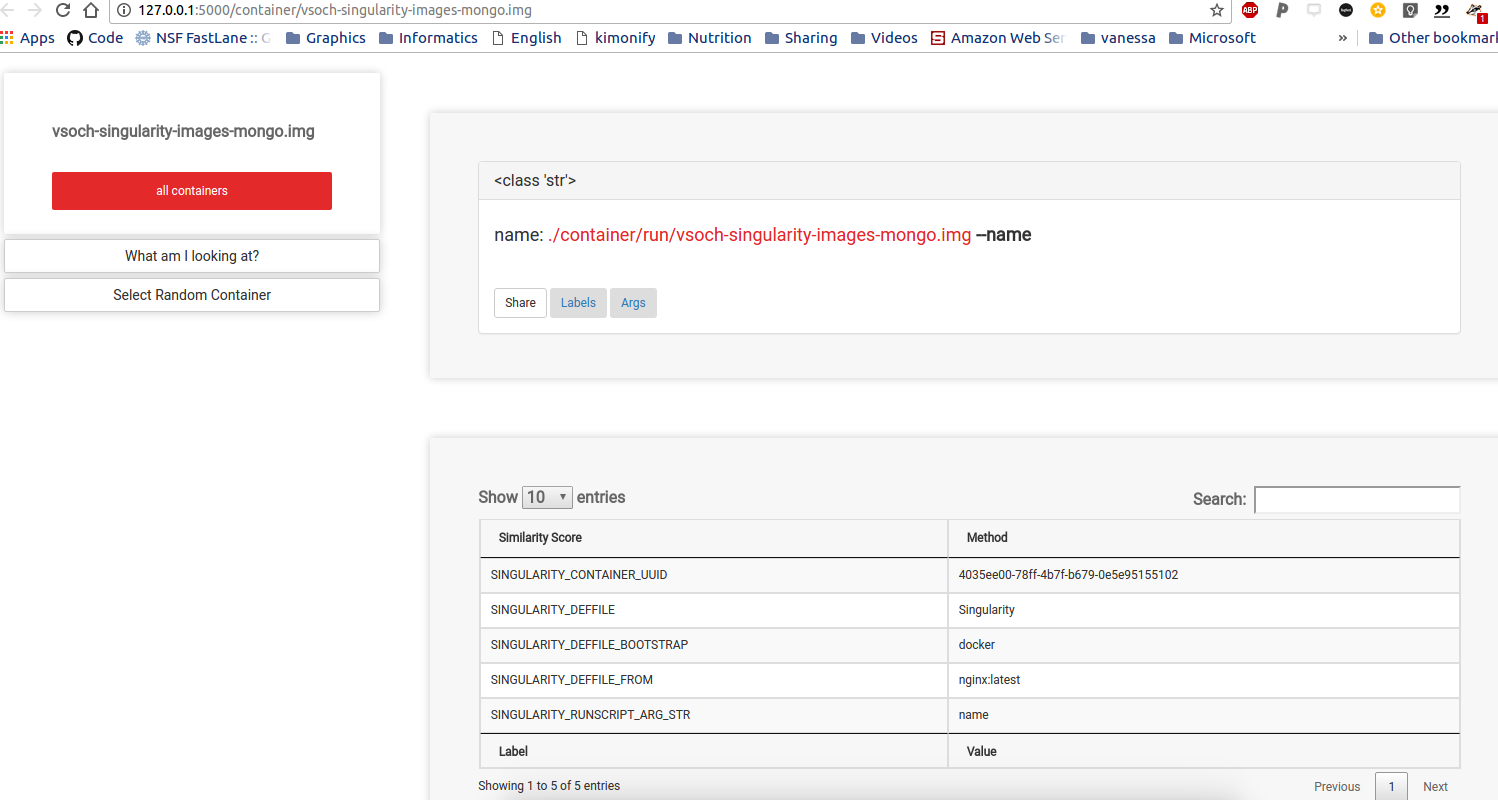 127.0.0.1:5000/container/vsoch-singularity-images-mongo.img
ABP
1
Apps Code NSF FastLane :: Graphics Informatics English kimonify Nutrition Sharing Videos Amazon Web Ser vanessa Microsoft » Other bookmark
vsoch-singularity-images-mongo.img
all containers
What am I looking at?
Select Random Container
<class 'str'>
name: ./container/run/vsoch-singularity-images-mongo.img --name
Share Labels Args
Show 10 entries Search:
Similarity Score Method
SINGULARITY_CONTAINER_UUID 4035ee00-78ff-4b7f-b679-0e5e95155102
SINGULARITY_DEFFILE Singularity
SINGULARITY_DEFFILE_BOOTSTRAP docker
SINGULARITY_DEFFILE_FROM nginx:latest
SINGULARITY_RUNSCRIPT_ARG_STR name
Label Value
Showing 1 to 5 of 5 entries Previous 1 Next